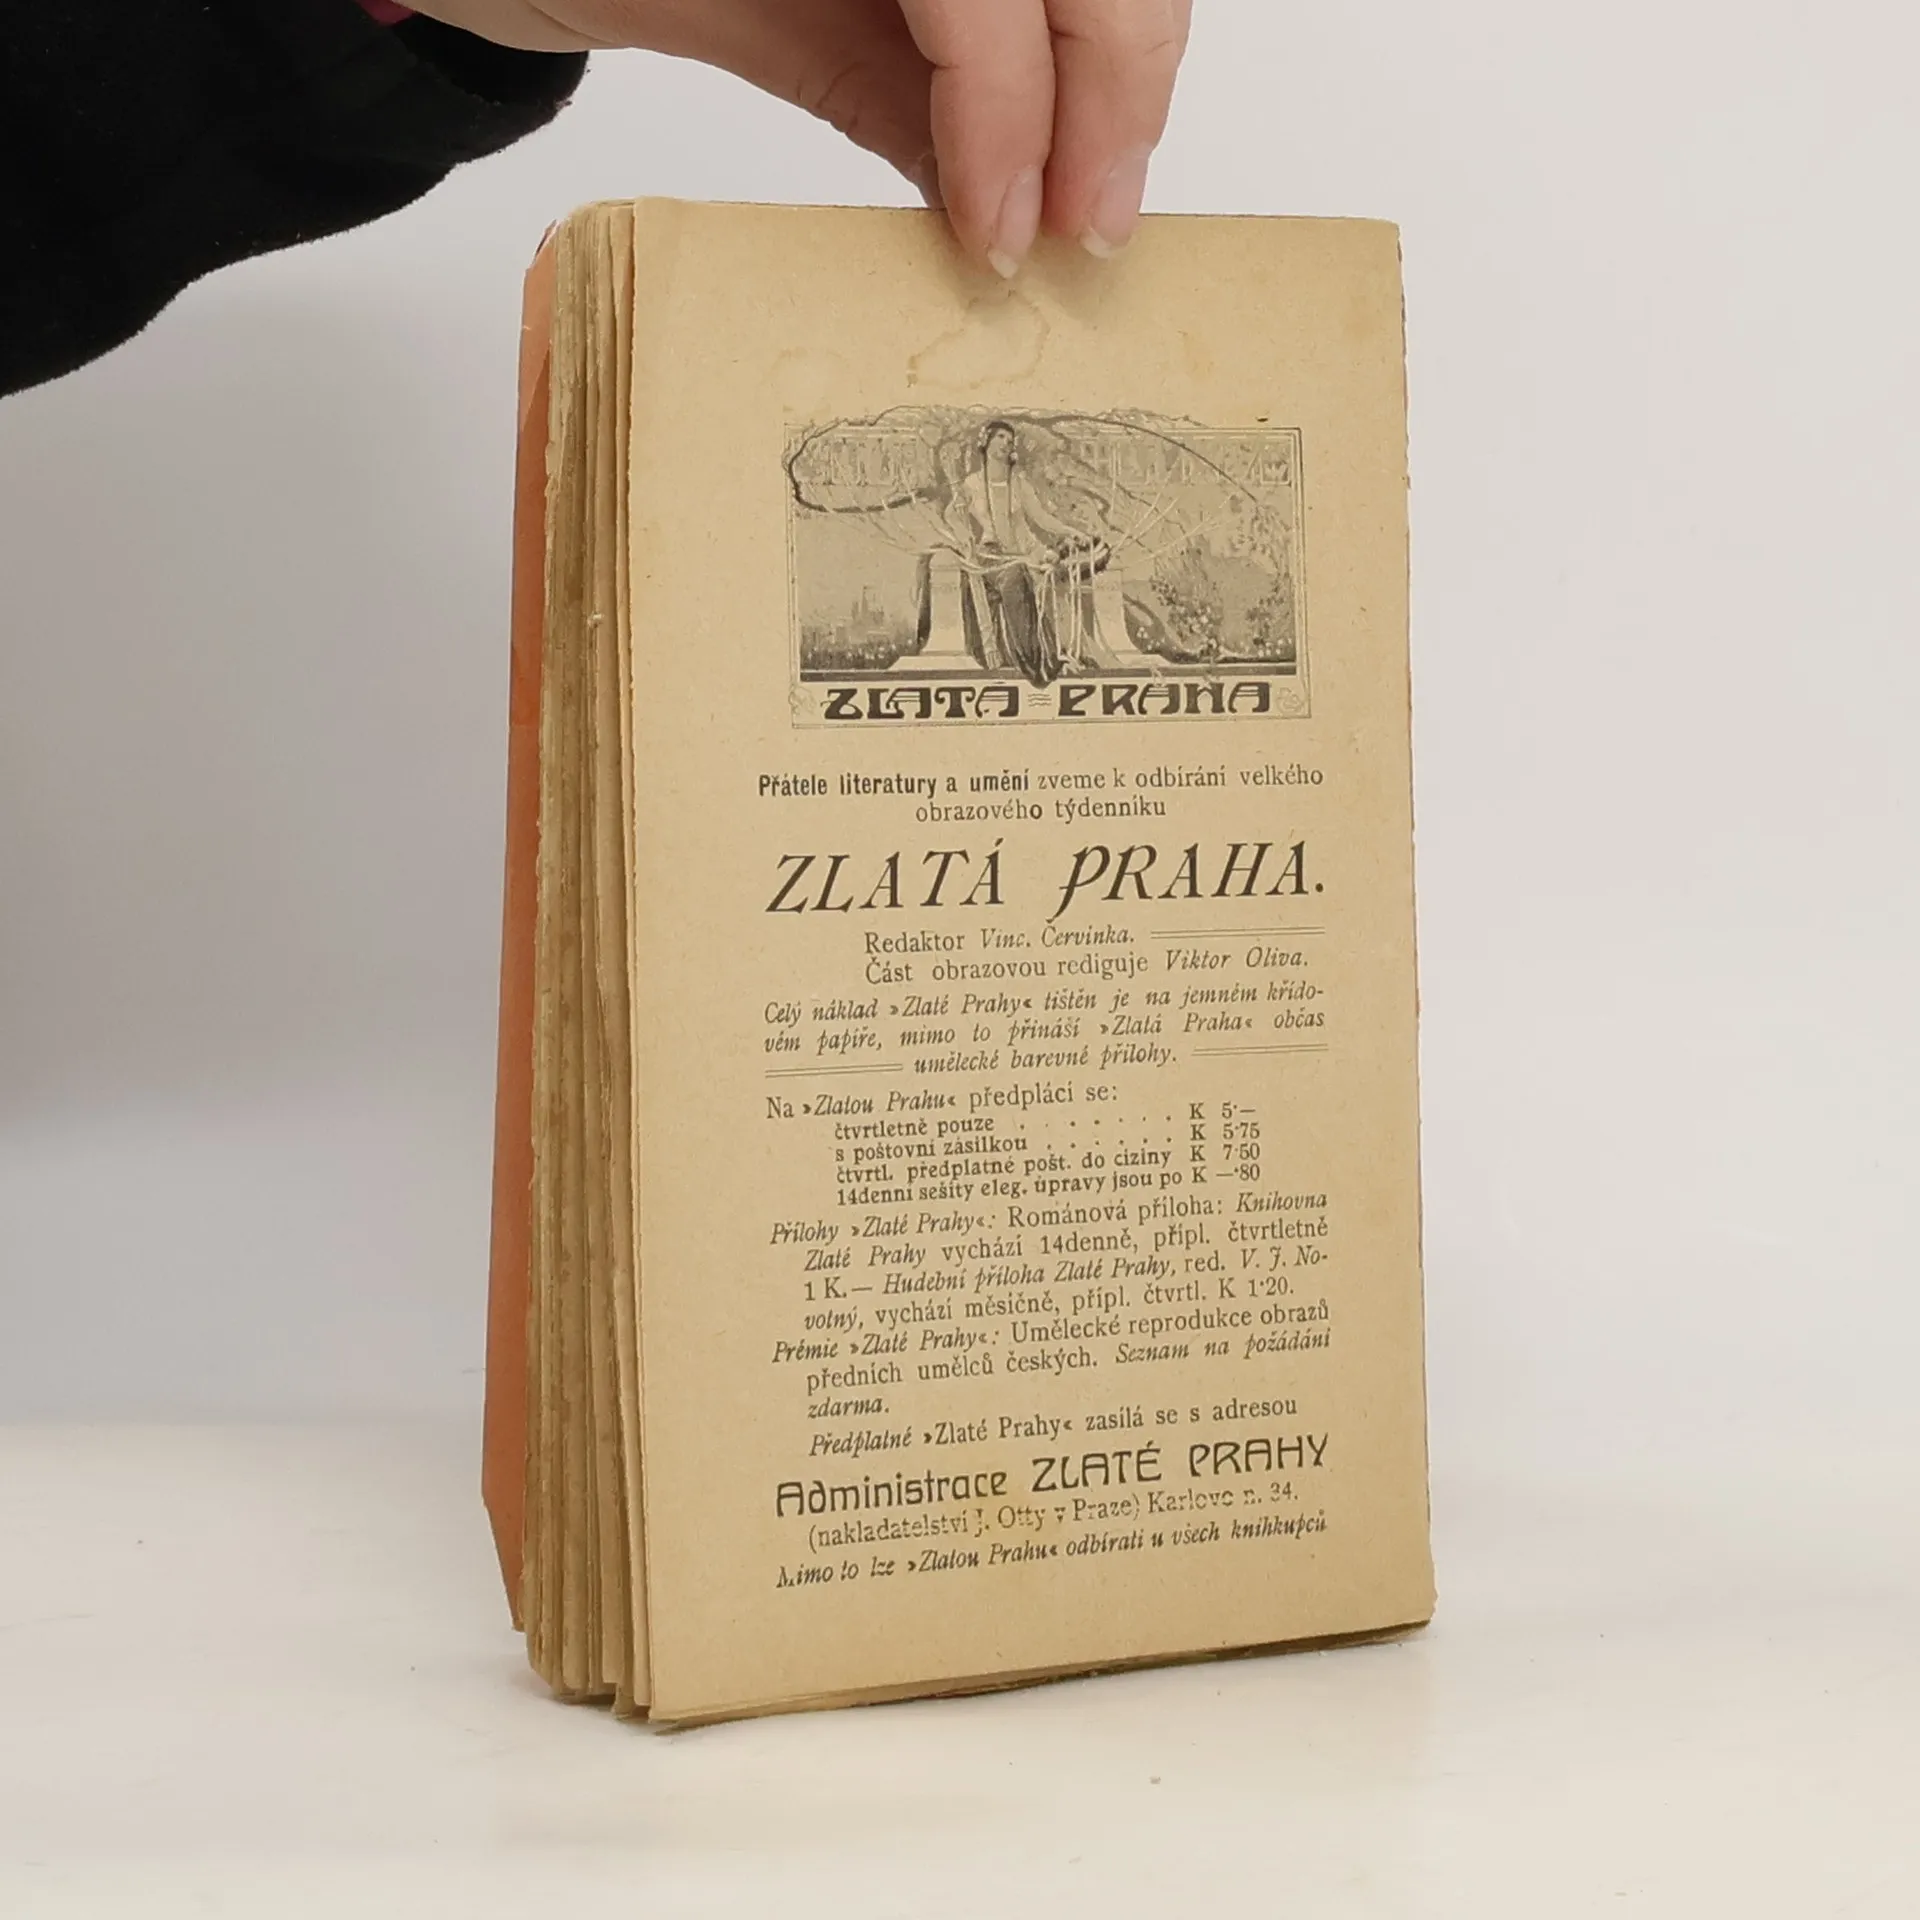 ZLATÁ PRAHA
Přátele literatury a umění zveme k odbírání velkého
obrazového týdenníku
ZLATÁ PRAHA.
Redaktor Vinc. Červinka.
Část obrazovou rediguje Viktor Oliva.
Celý náklad »Zlaté Prahy« tištěn je na jemném křído-
vém papíře, mimo to přináší »Zlatá Praha« občas
umělecké barevné přílohy.
Na »Zlatou Prahu« předplácí se:
čtvrtletně pouze . . . . . . . K 5·—
s poštovní zásilkou . . . . . . K 5·75
čtvrtl. předplatné pošt. do ciziny K 7·50
14denní sešity eleg. úpravy jsou po K —·80
Přílohy »Zlaté Prahy«: Románová příloha: Knihovna
Zlaté Prahy vychází 14denně, přípl. čtvrtletně
1 K.— Hudební příloha Zlaté Prahy, red. V. J. No-
votný, vychází měsíčně, přípl. čtvrtl. K 1·20.
Prémie »Zlaté Prahy«: Umělecké reprodukce obrazů
předních umělců českých. Seznam na požádání
zdarma.
Předplatné »Zlaté Prahy« zasílá se s adresou
Administrace ZLATÉ PRAHY
(nakladatelství J. Otty v Praze) Karlovo n. 34.
Mimo to lze »Zlatou Prahu« odbírati u všech knihkupců